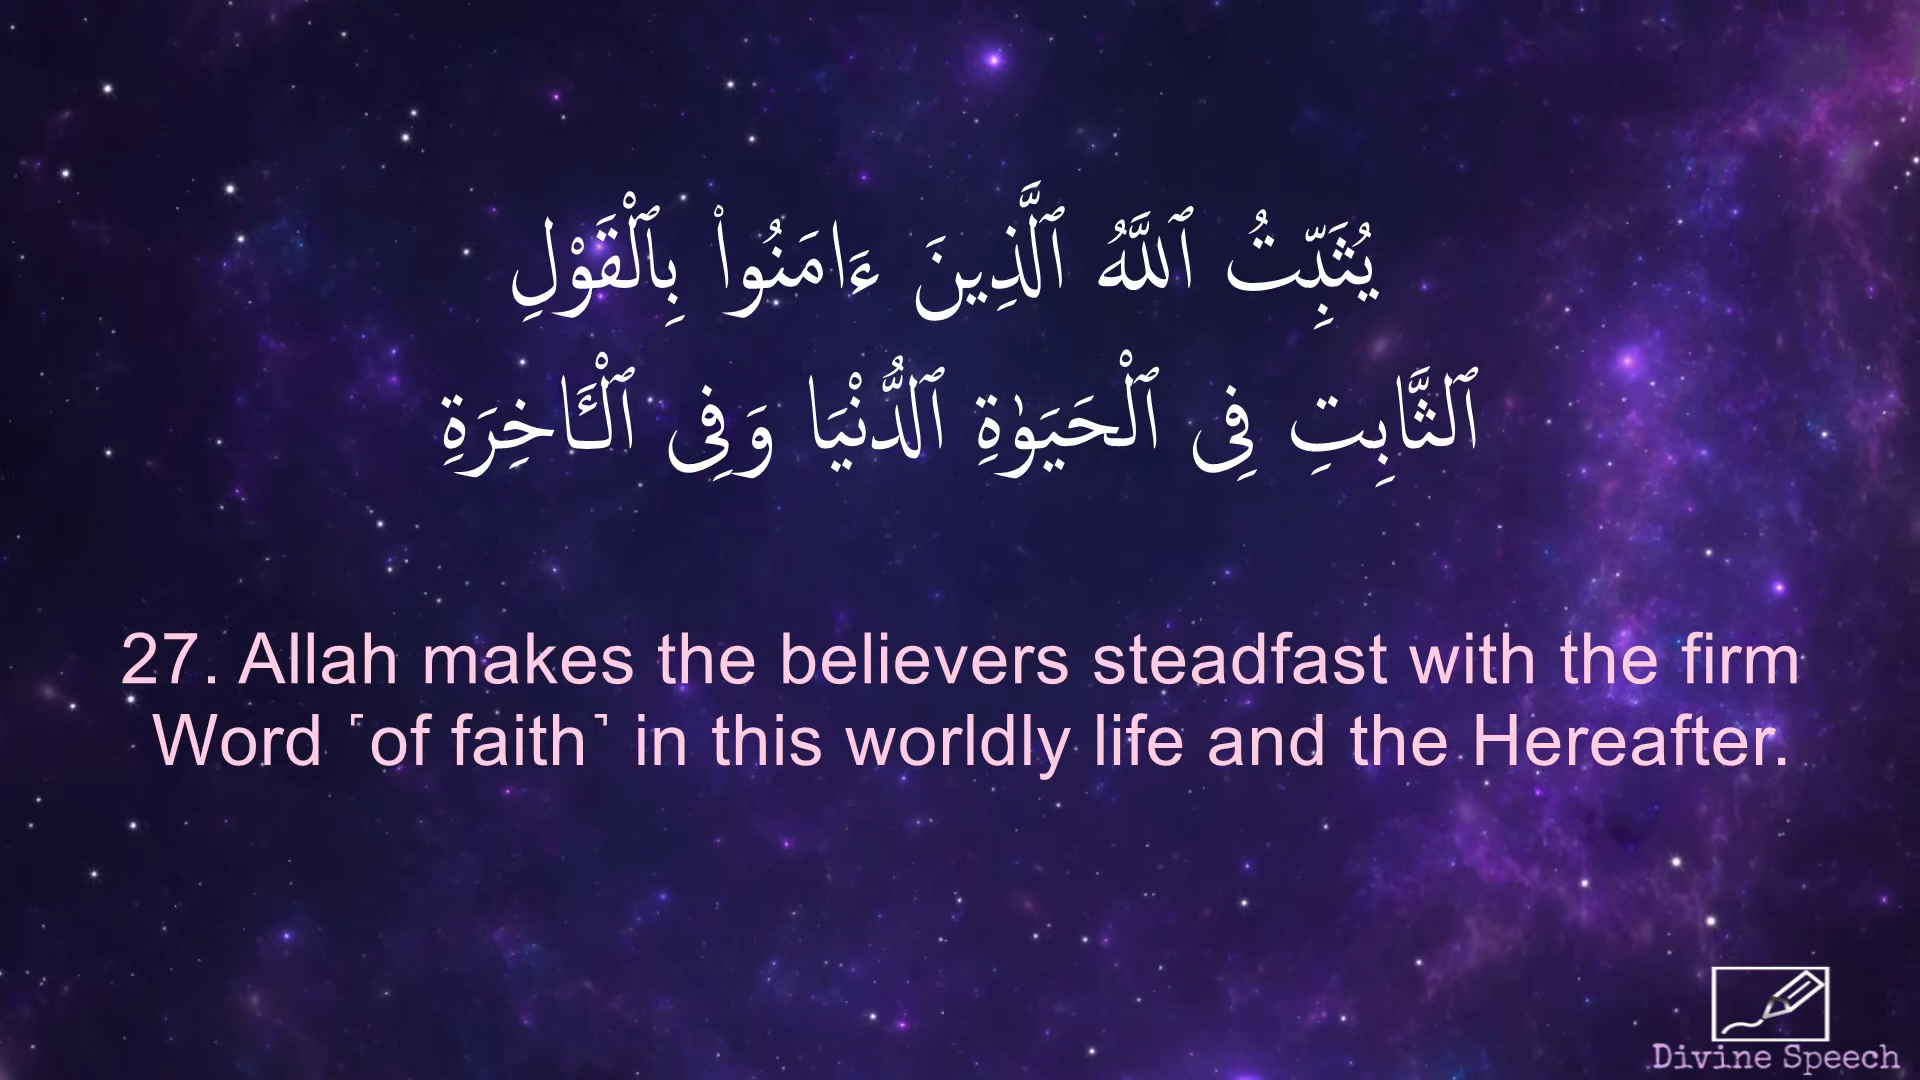 يُثَبِّتُ ٱللَّهُ ٱلَّذِينَ ءَامَنُوا۟ بِٱلْقَوْلِ
ٱلثَّابِتِ فِى ٱلْحَيَوٰةِ ٱلدُّنْيَا وَفِى ٱلْـَٔاخِرَةِ
27. Allah makes the believers steadfast with the firm
Word ˹of faith˺ in this worldly life and the Hereafter.
Divine Speech